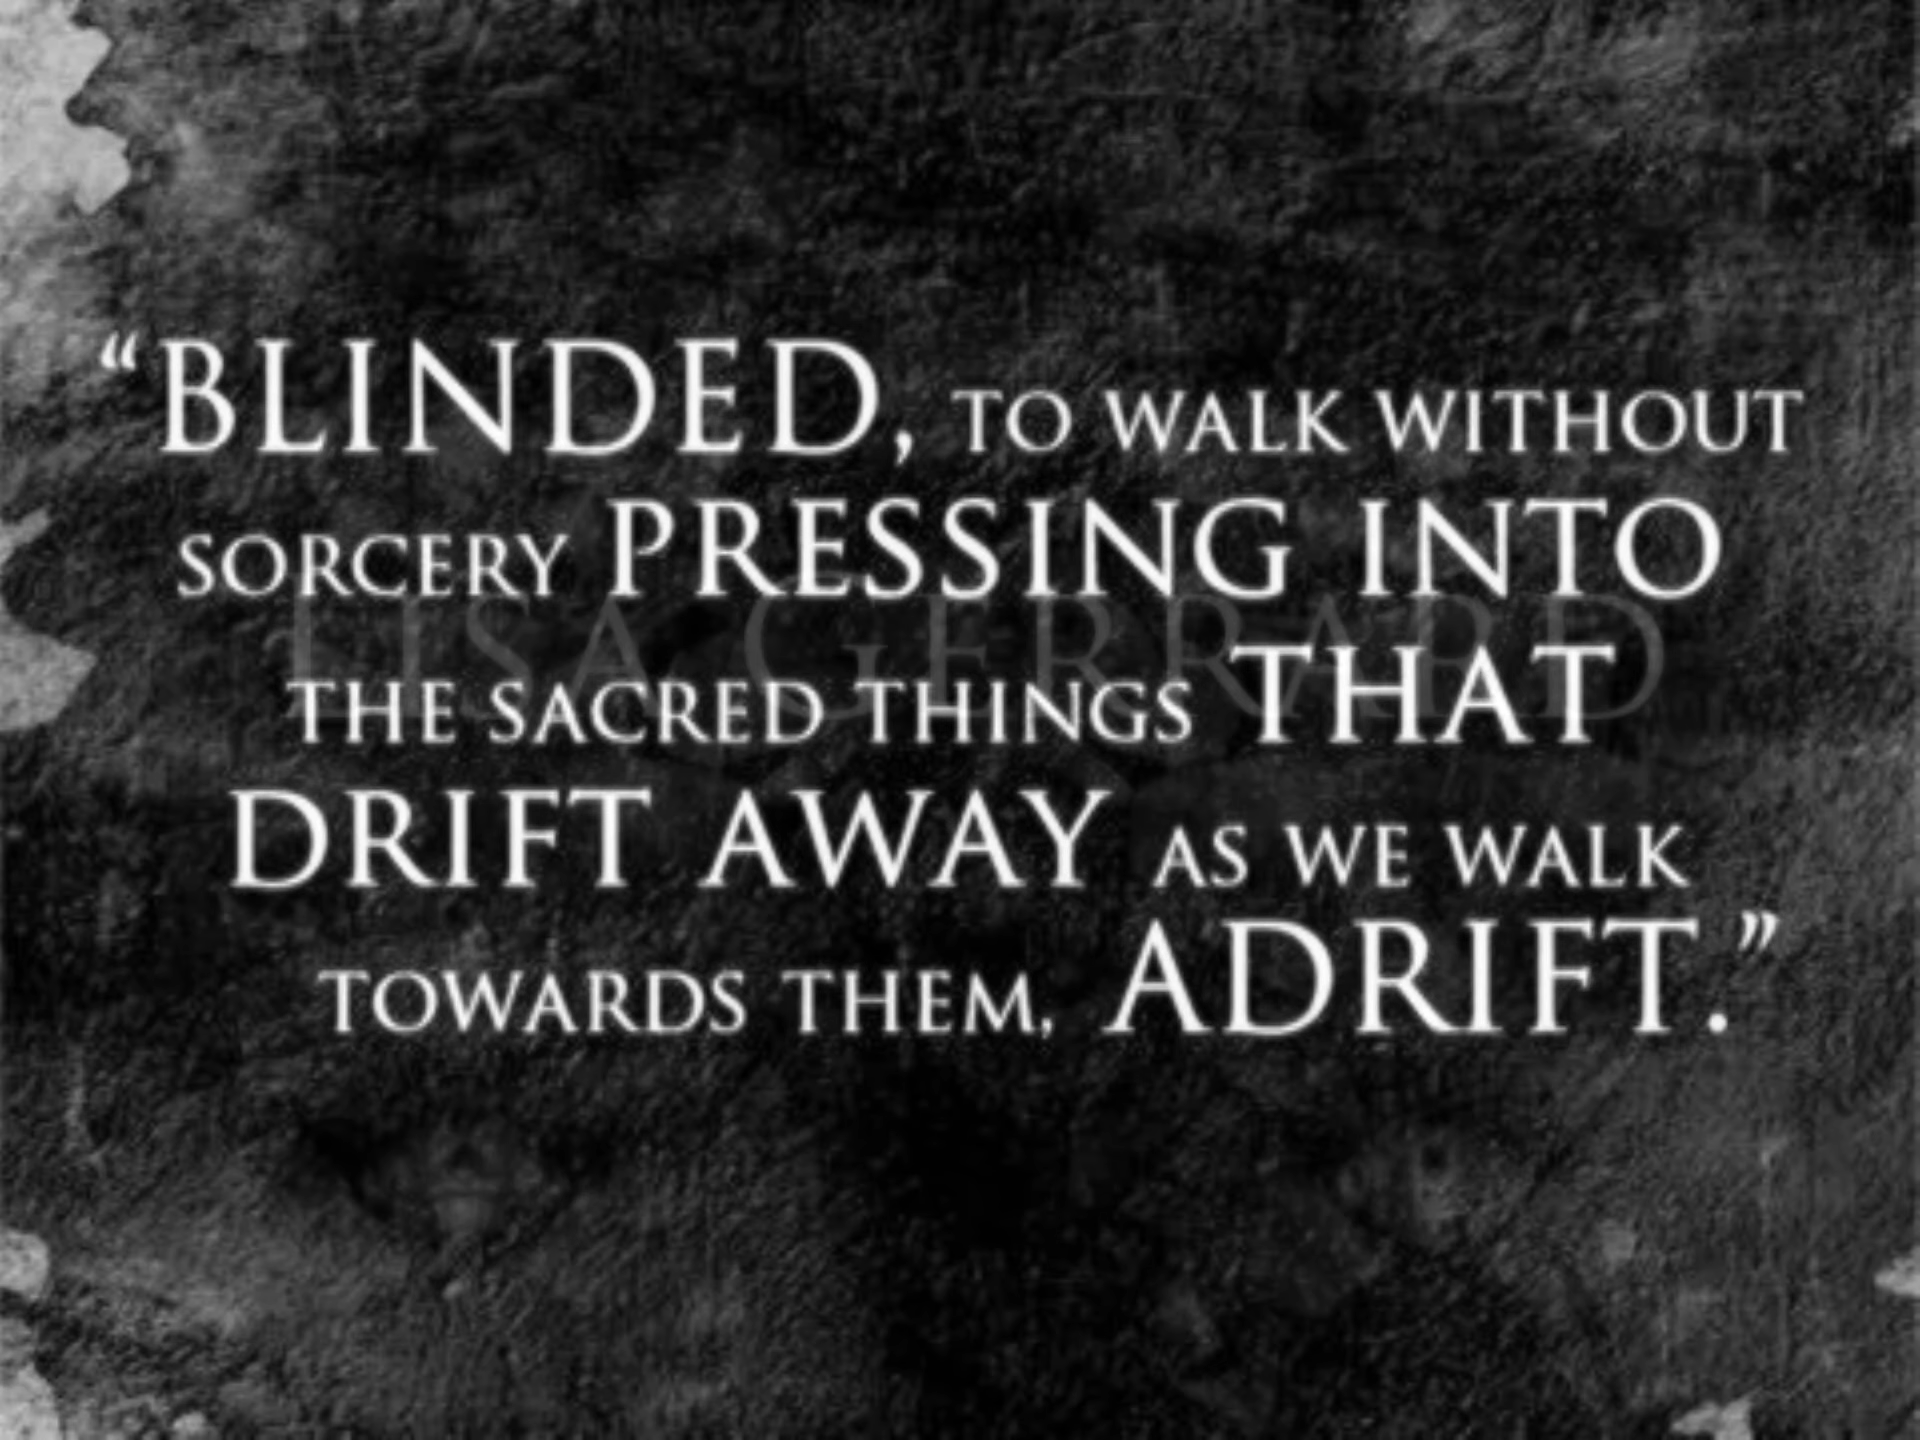 “BLINDED, TO WALK WITHOUT
SORCERY PRESSING INTO
LISA GERRARD
THE SACRED THINGS THAT
DRIFT AWAY AS WE WALK
TOWARDS THEM, ADRIFT.”